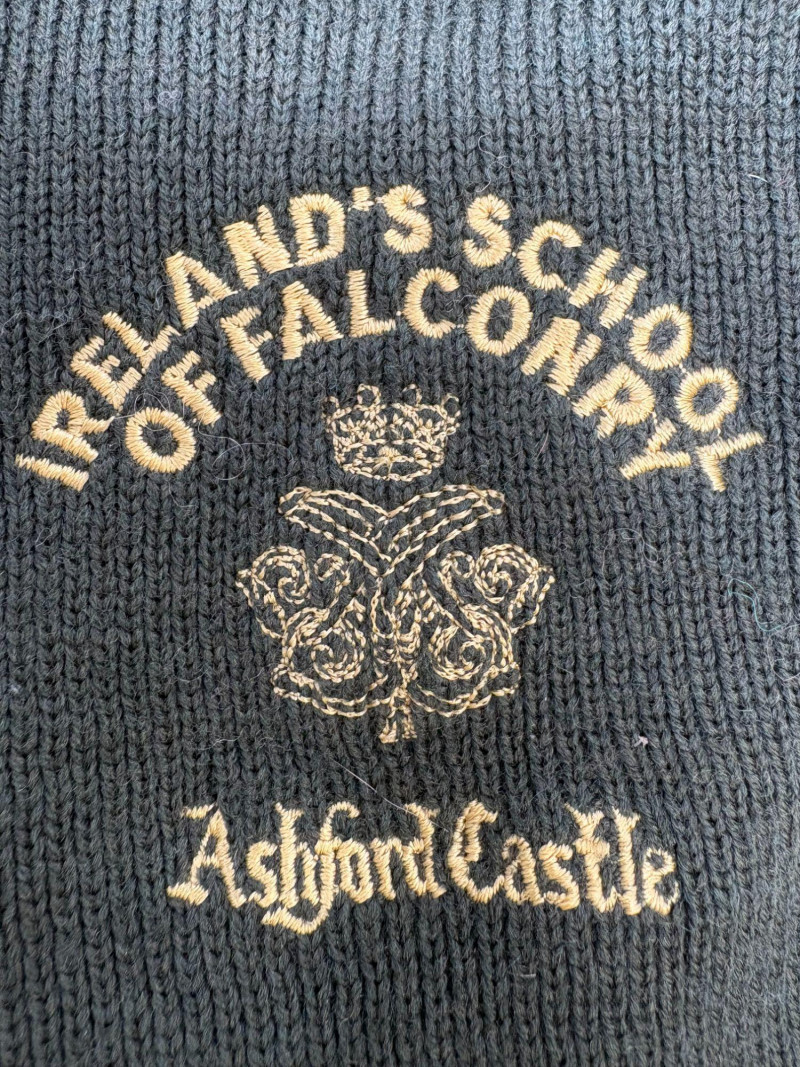 IRELAND'S SCHOOL
OF FALCONRY
Ashford Castle